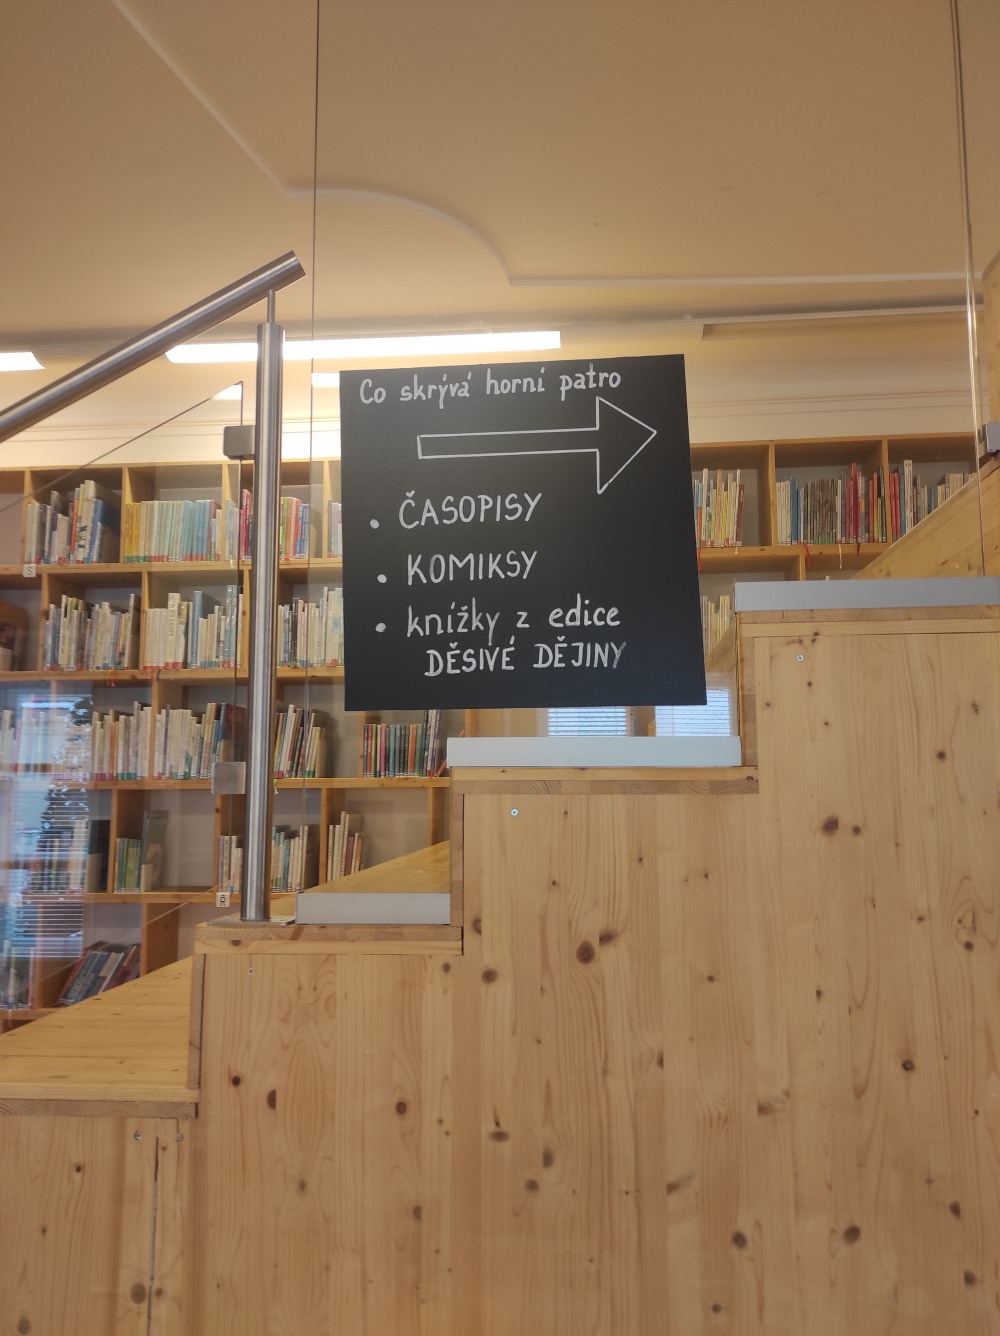 Co skrývá horní patro
• ČASOPISY
• KOMIKSY
• knížky z edice
DĚSIVÉ DĚJINY
S
R